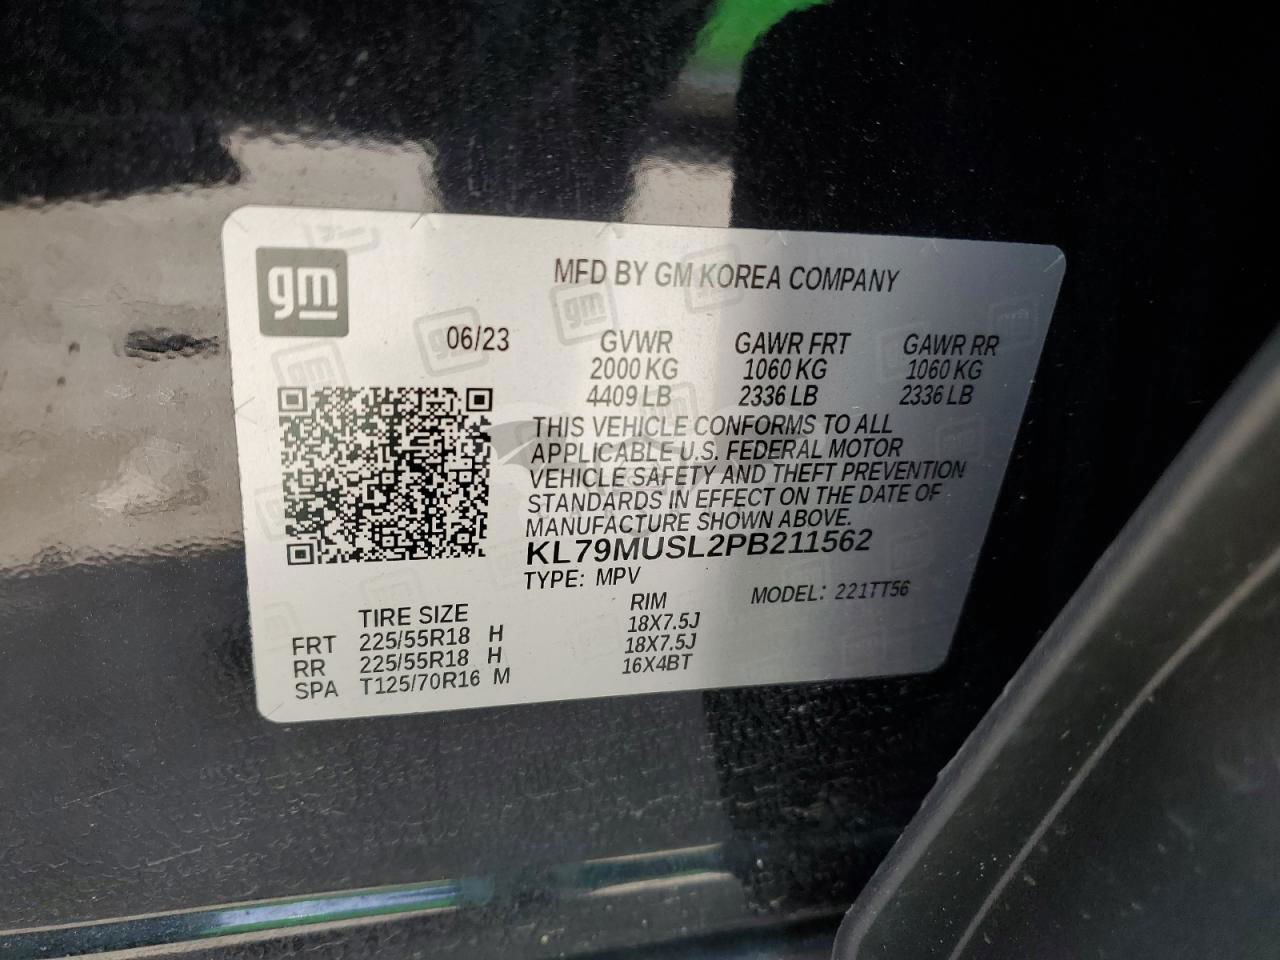 gm
MFD BY GM KOREA COMPANY
06/23 GVWR GAWR FRT GAWR RR
2000 KG 1060 KG 1060 KG
4409 LB 2336 LB 2336 LB
THIS VEHICLE CONFORMS TO ALL
APPLICABLE U.S. FEDERAL MOTOR
VEHICLE SAFETY AND THEFT PREVENTION
STANDARDS IN EFFECT ON THE DATE OF
MANUFACTURE SHOWN ABOVE.
KL79MUSL2PB211562
TYPE: MPV MODEL: 221TT56
TIRE SIZE RIM
FRT 225/55R18 H 18X7.5J
RR 225/55R18 H 18X7.5J
SPA T125/70R16 M 16X4BT